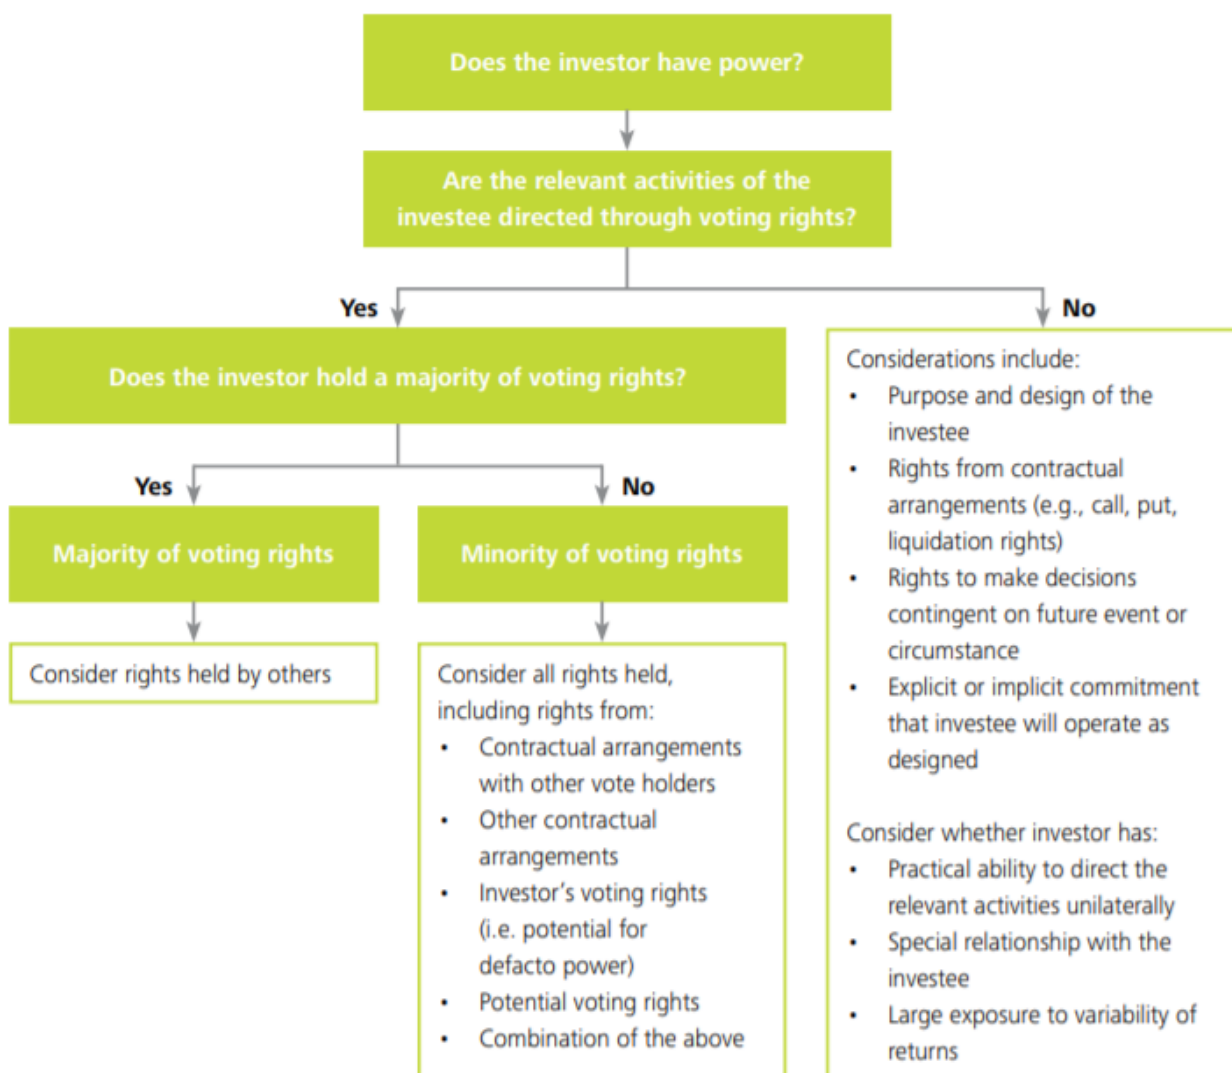 Does the investor have power?
Are the relevant activities of the
investee directed through voting rights?
Yes
No
Does the investor hold a majority of voting rights?
Yes
No
Majority of voting rights
Minority of voting rights
Consider rights held by others
Consider all rights held,
including rights from:
• Contractual arrangements
with other vote holders
• Other contractual
arrangements
• Investor's voting rights
(i.e. potential for
defacto power)
• Potential voting rights
• Combination of the above
Considerations include:
• Purpose and design of the
investee
• Rights from contractual
arrangements (e.g., call, put,
liquidation rights)
• Rights to make decisions
contingent on future event or
circumstance
• Explicit or implicit commitment
that investee will operate as
designed
Consider whether investor has:
• Practical ability to direct the
relevant activities unilaterally
• Special relationship with the
investee
• Large exposure to variability of
returns